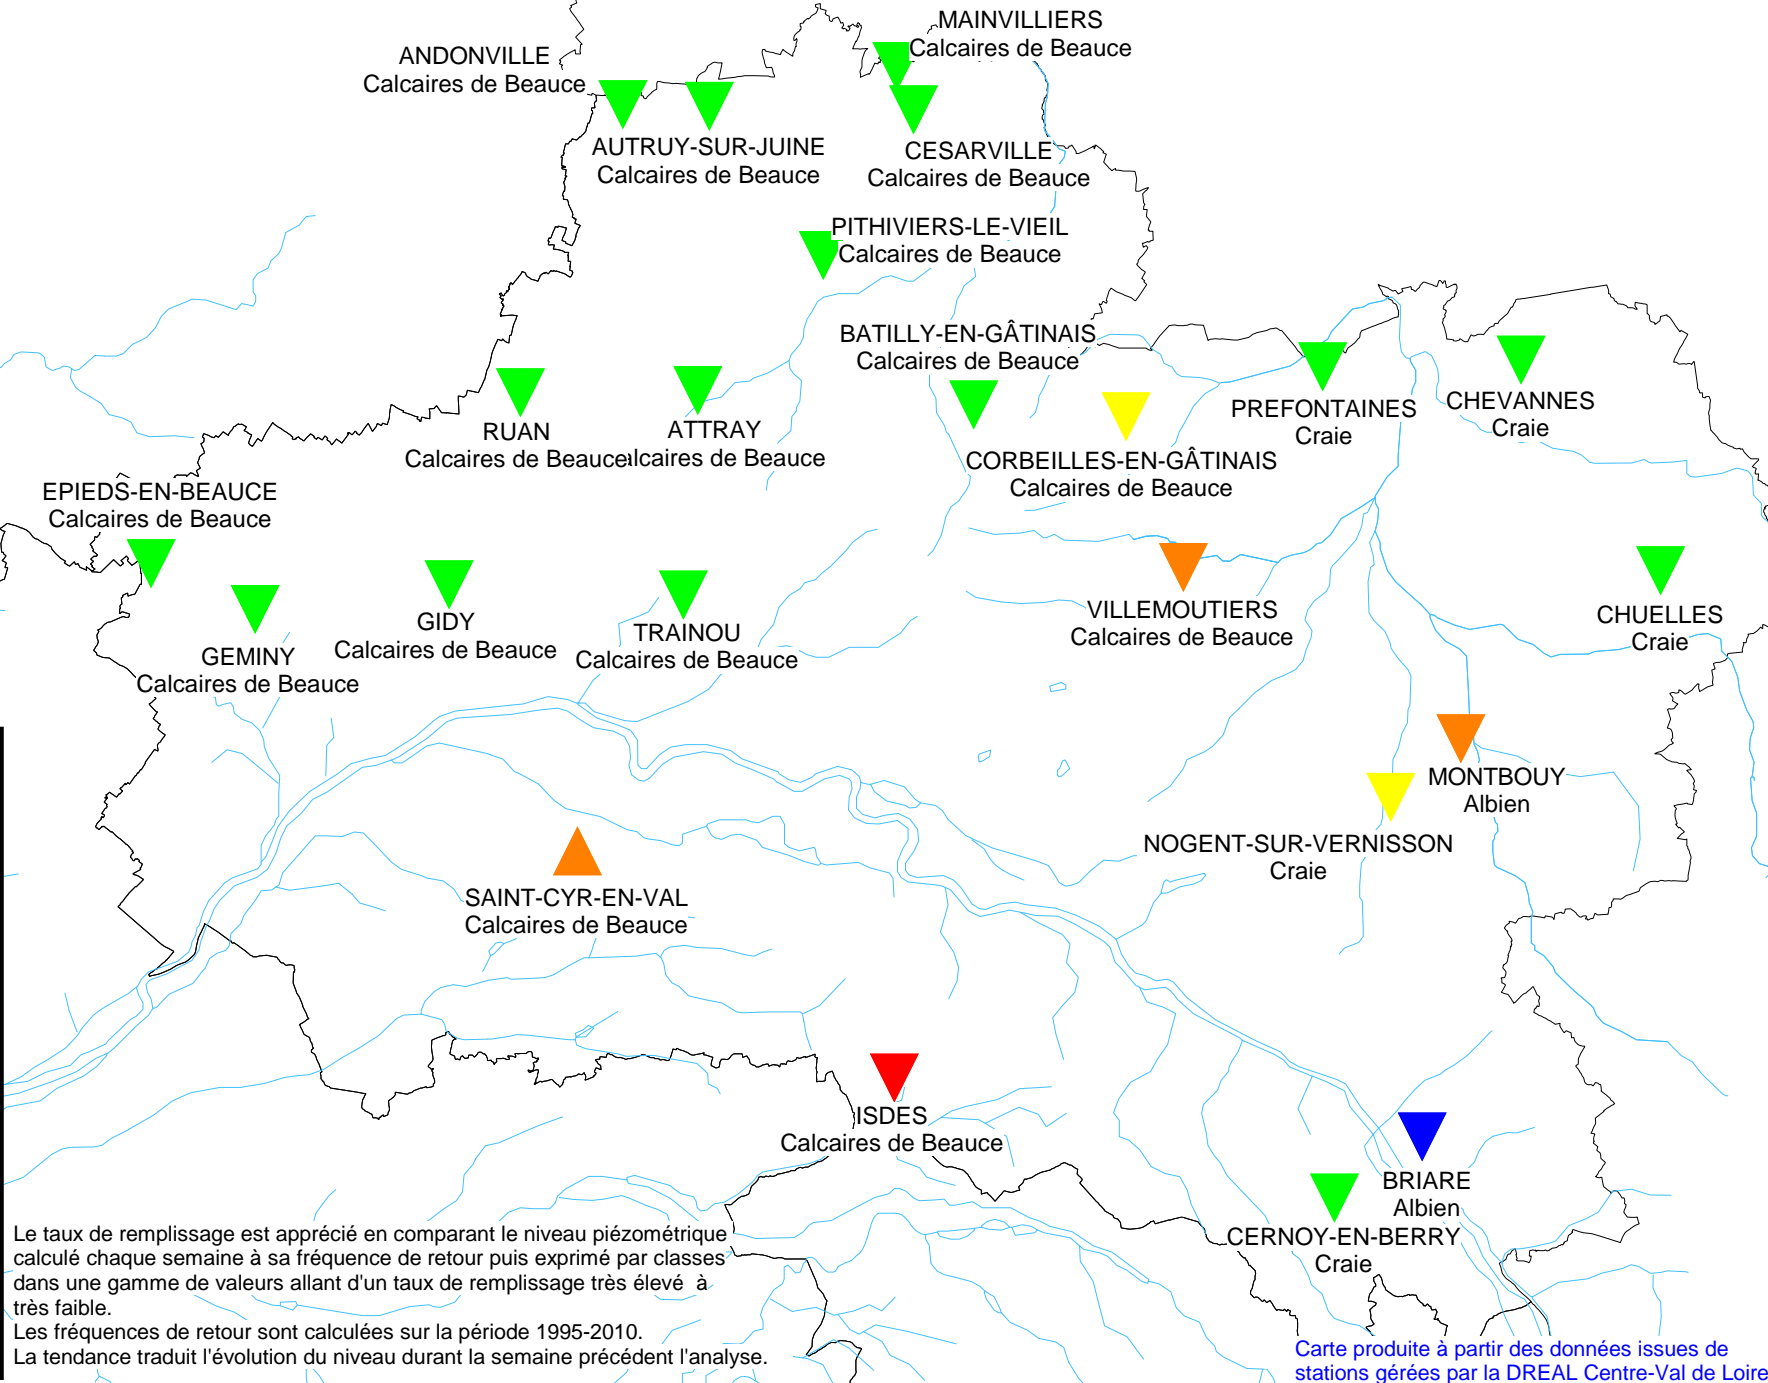 MAINVILLIERS
Calcaires de Beauce
ANDONVILLE
Calcaires de Beauce
AUTRUY-SUR-JUINE
Calcaires de Beauce
CESARVILLE
Calcaires de Beauce
PITHIVIERS-LE-VIEIL
Calcaires de Beauce
BATILLY-EN-GÂTINAIS
Calcaires de Beauce
RUAN
Calcaires de Beauce
ATTRAY
alcaires de Beauce
PREFONTAINES
Craie
CHEVANNES
Craie
CORBEILLES-EN-GÂTINAIS
Calcaires de Beauce
EPIEDS-EN-BEAUCE
Calcaires de Beauce
GEMINY
Calcaires de Beauce
GIDY
Calcaires de Beauce
TRAINOU
Calcaires de Beauce
VILLEMOUTIERS
Calcaires de Beauce
CHUELLES
Craie
MONTBOUY
Albien
NOGENT-SUR-VERNISSON
Craie
SAINT-CYR-EN-VAL
Calcaires de Beauce
ISDES
Calcaires de Beauce
BRIARE
Albien
CERNOY-EN-BERRY
Craie
Le taux de remplissage est apprécié en comparant le niveau piézométrique
calculé chaque semaine à sa fréquence de retour puis exprimé par classes
dans une gamme de valeurs allant d'un taux de remplissage très élevé à
très faible.
Les fréquences de retour sont calculées sur la période 1995-2010.
La tendance traduit l'évolution du niveau durant la semaine précédent l'analyse.
Carte produite à partir des données issues de
stations gérées par la DREAL Centre-Val de Loire